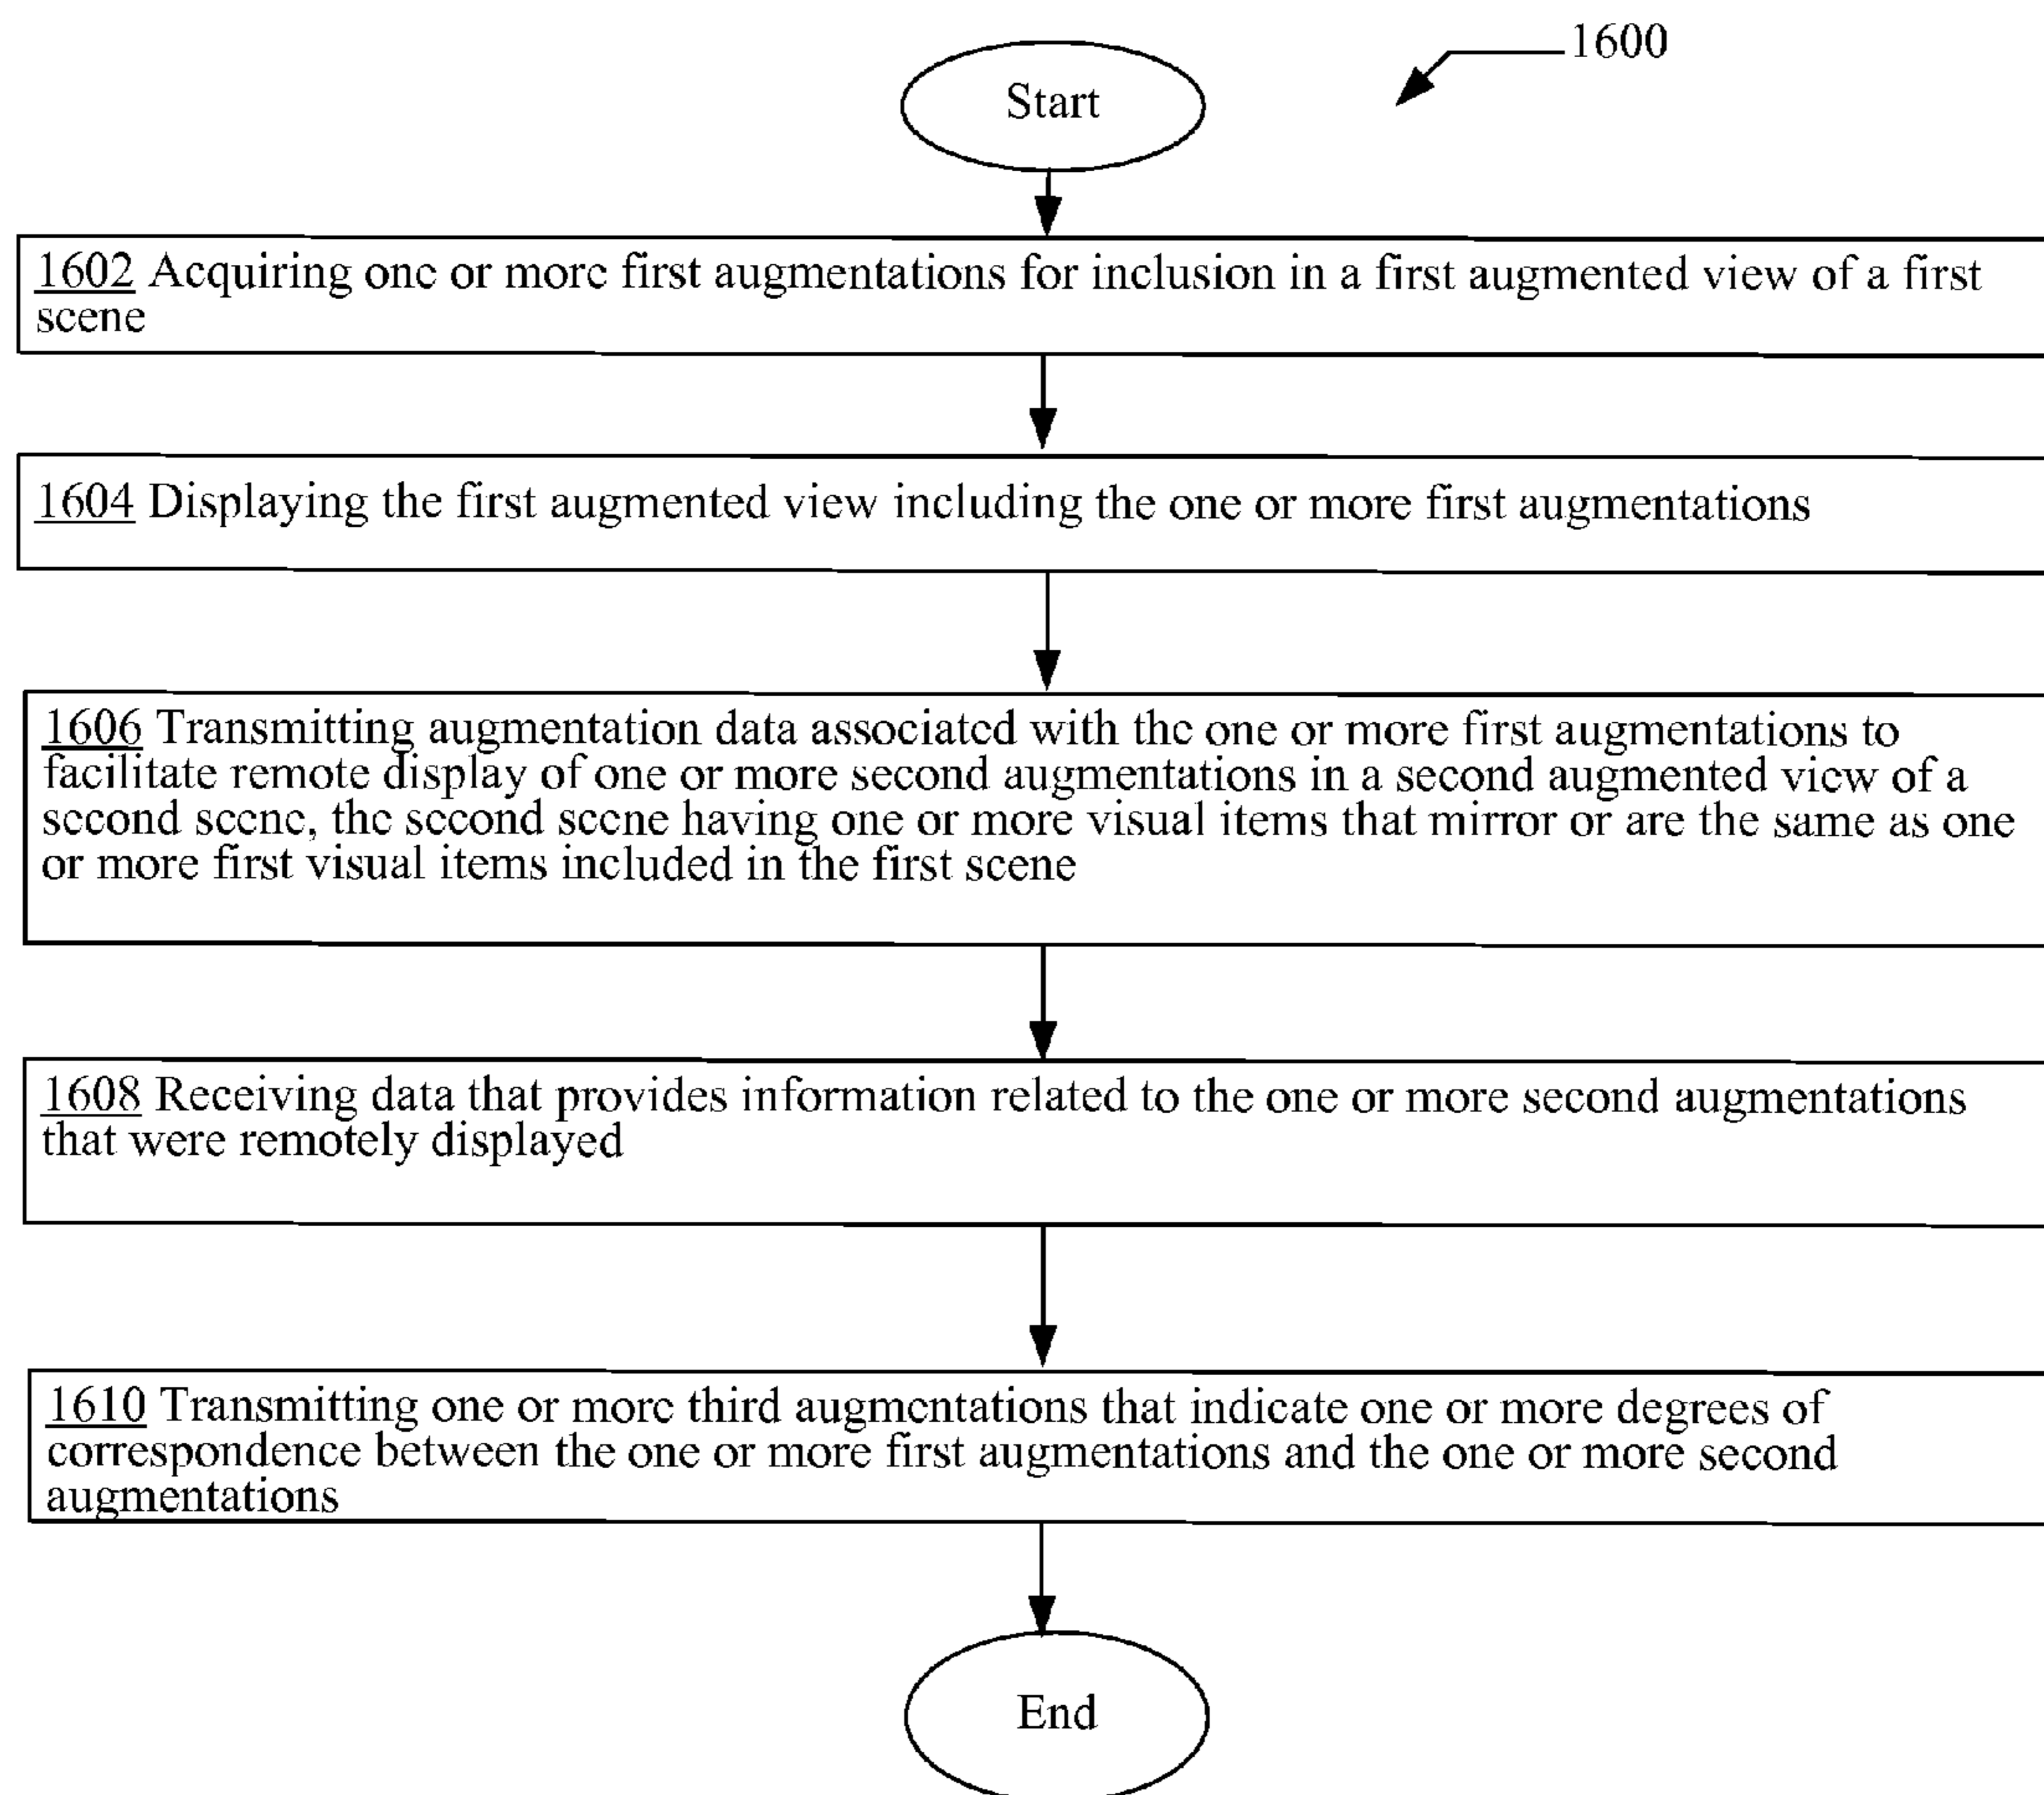 1600
Start
1602 Acquiring one or more first augmentations for inclusion in a first augmented view of a first
scene
1604 Displaying the first augmented view including the one or more first augmentations
1606 Transmitting augmentation data associated with the one or more first augmentations to
facilitate remote display of one or more second augmentations in a second augmented view of a
second scene, the second scene having one or more visual items that mirror or are the same as one
or more first visual items included in the first scene
1608 Receiving data that provides information related to the one or more second augmentations
that were remotely displayed
1610 Transmitting one or more third augmentations that indicate one or more degrees of
correspondence between the one or more first augmentations and the one or more second
augmentations
End